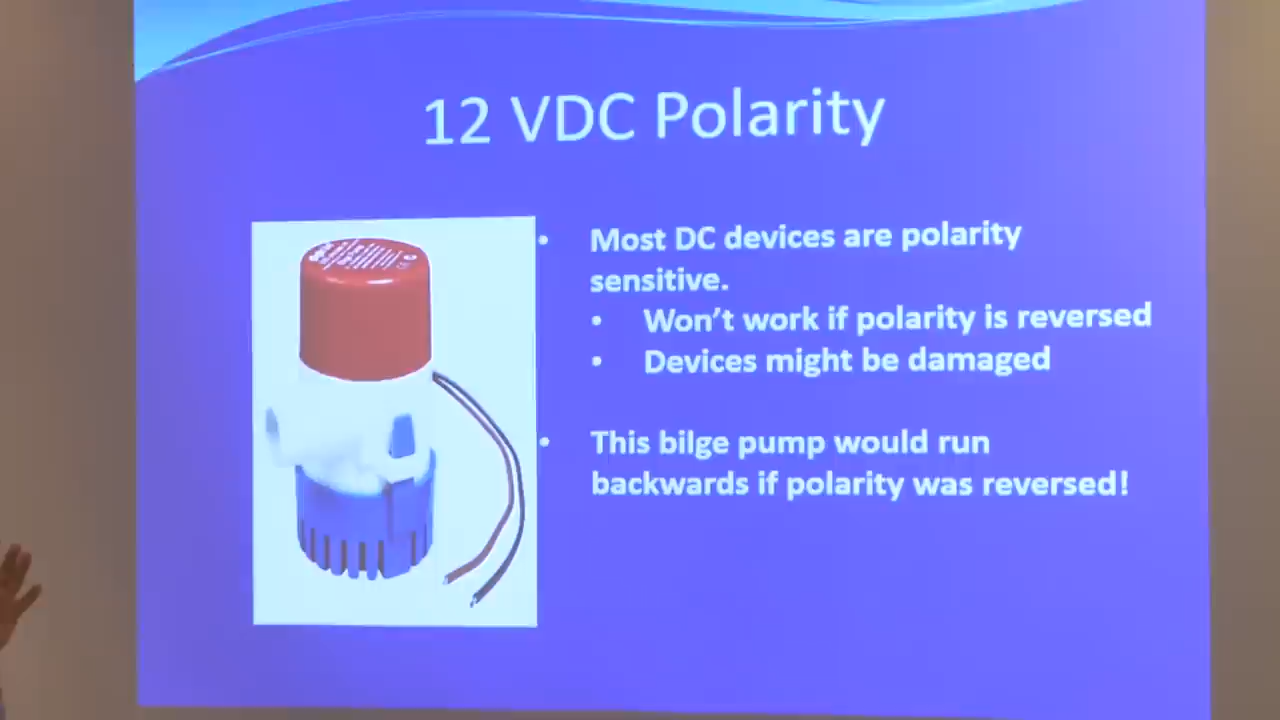 12 VDC Polarity
• Most DC devices are polarity
sensitive.
• Won't work if polarity is reversed
• Devices might be damaged
• This bilge pump would run
backwards if polarity was reversed!